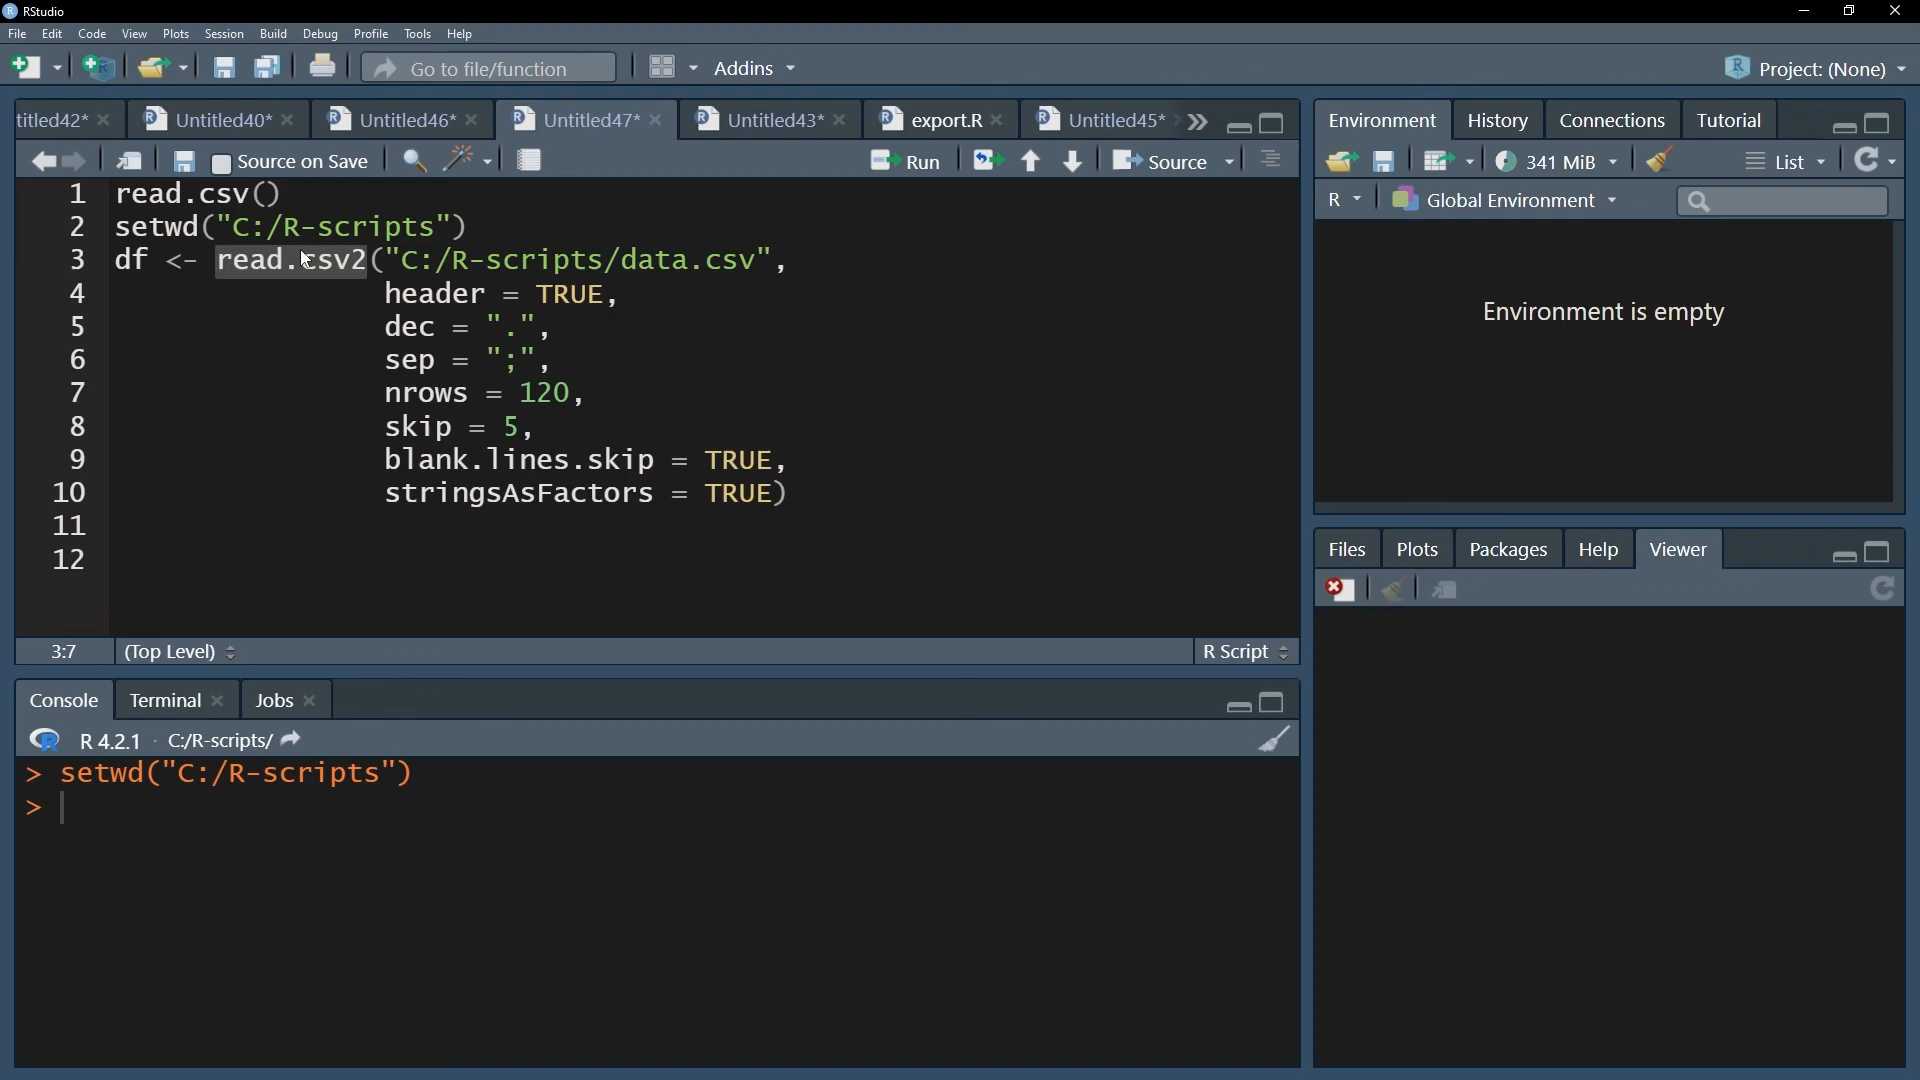 RStudio
File Edit Code View Plots Session Build Debug Profile Tools Help
Go to file/function Addins Project: (None)
titled42* Untitled40* Untitled46* Untitled47* Untitled43* export.R Untitled45*
Source on Save Run Source
1 read.csv()
2 setwd("C:/R-scripts")
3 df <- read.csv2("C:/R-scripts/data.csv",
4 header = TRUE,
5 dec = ".",
6 sep = ";",
7 nrows = 120,
8 skip = 5,
9 blank.lines.skip = TRUE,
10 stringsAsFactors = TRUE)
11
12
3:7 (Top Level) R Script
Console Terminal Jobs
R 4.2.1 · C:/R-scripts/
> setwd("C:/R-scripts")
>
Environment History Connections Tutorial
341 MiB List
R Global Environment
Environment is empty
Files Plots Packages Help Viewer